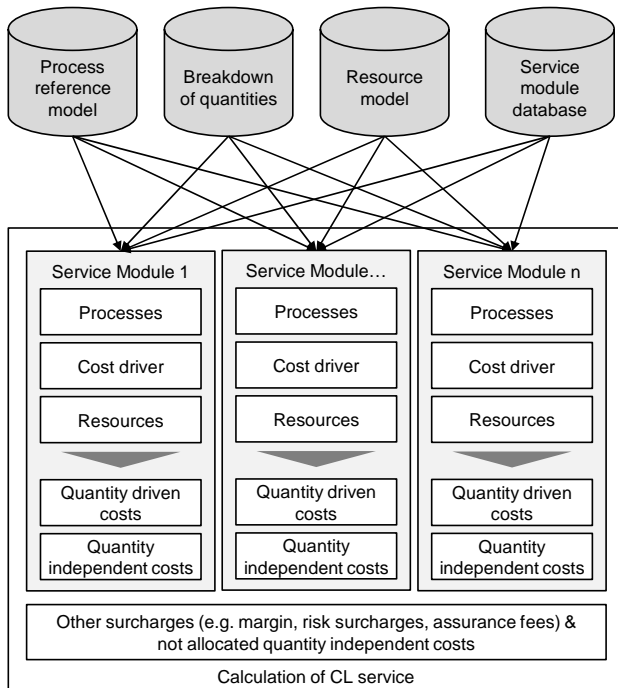 Process
reference
model
Breakdown
of quantities
Resource
model
Service
module
database
Service Module 1
Processes
Cost driver
Resources
Quantity driven
costs
Quantity
independent costs
Service Module…
Processes
Cost driver
Resources
Quantity driven
costs
Quantity
independent costs
Service Module n
Processes
Cost driver
Resources
Quantity driven
costs
Quantity
independent costs
Other surcharges (e.g. margin, risk surcharges, assurance fees) &
not allocated quantity independent costs
Calculation of CL service